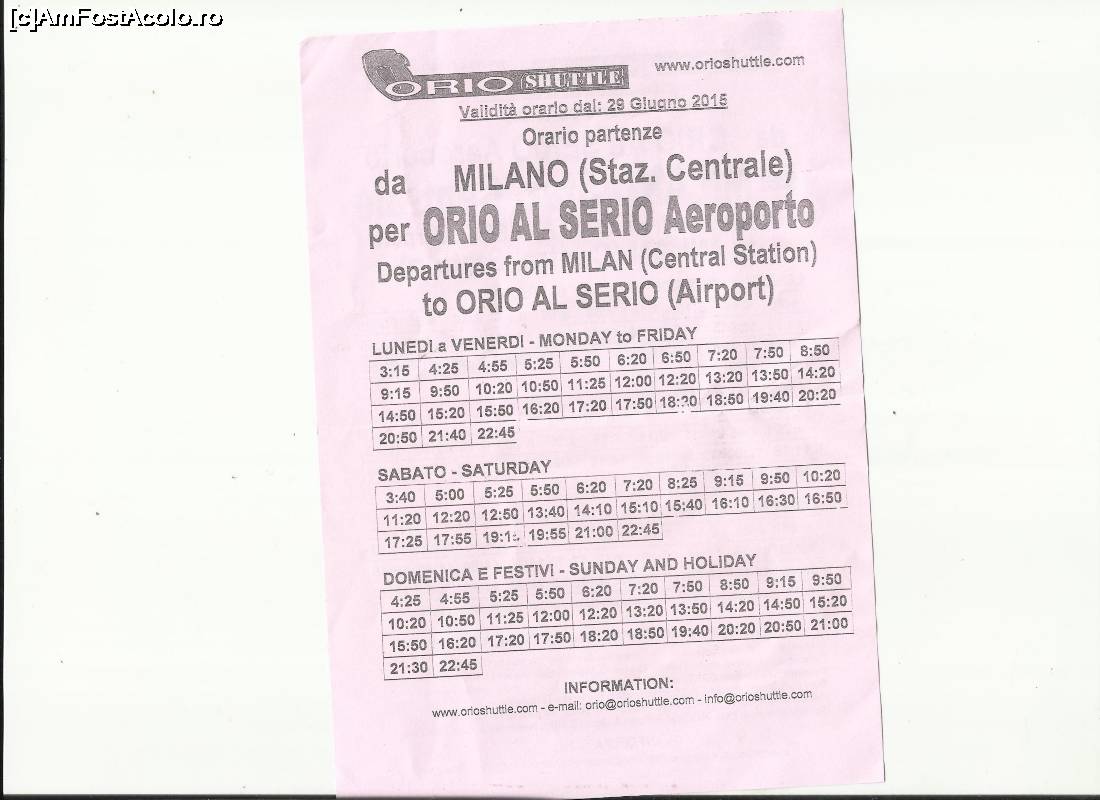 [c]AmFostAcolo.ro
ORIO SHUTTLE
www.orioshuttle.com
Validità orario dal: 29 Giugno 2015
Orario partenze
da MILANO (Staz. Centrale)
per ORIO AL SERIO Aeroporto
Departures from MILAN (Central Station)
to ORIO AL SERIO (Airport)
LUNEDI a VENERDI - MONDAY to FRIDAY
3:15 4:25 4:55 5:25 5:50 6:20 6:50 7:20 7:50 8:50
9:15 9:50 10:20 10:50 11:25 12:00 12:20 13:20 13:50 14:20
14:50 15:20 15:50 16:20 17:20 17:50 18:20 18:50 19:40 20:20
20:50 21:40 22:45
SABATO - SATURDAY
3:40 5:00 5:25 5:50 6:20 7:20 8:25 9:15 9:50 10:20
11:20 12:20 12:50 13:40 14:10 15:10 15:40 16:10 16:30 16:50
17:25 17:55 19:55 21:00 22:45
DOMENICA E FESTIVI - SUNDAY AND HOLIDAY
4:25 4:55 5:25 5:50 6:20 7:20 7:50 8:50 9:15 9:50
10:20 10:50 11:25 12:00 12:20 13:20 13:50 14:20 14:50 15:20
15:50 16:20 17:20 17:50 18:20 18:50 19:40 20:20 20:50 21:00
21:30 22:45
INFORMATION:
www.orioshuttle.com - e-mail: orio@orioshuttle.com - info@orioshuttle.com